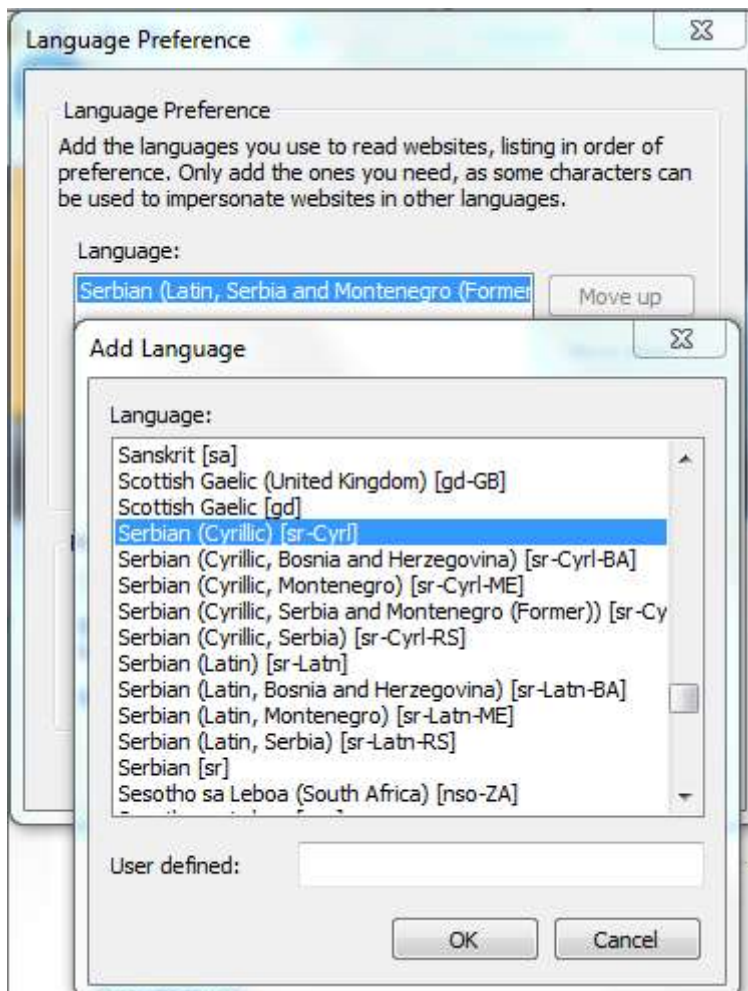 Language Preference
Language Preference
Add the languages you use to read websites, listing in order of
preference. Only add the ones you need, as some characters can
be used to impersonate websites in other languages.
Language:
Serbian (Latin, Serbia and Montenegro (Former
Move up
Add Language
Language:
Sanskrit [sa]
Scottish Gaelic (United Kingdom) [gd-GB]
Scottish Gaelic [gd]
Serbian (Cyrillic) [sr-Cyrl]
Serbian (Cyrillic, Bosnia and Herzegovina) [sr-Cyrl-BA]
Serbian (Cyrillic, Montenegro) [sr-Cyrl-ME]
Serbian (Cyrillic, Serbia and Montenegro (Former)) [sr-Cy
Serbian (Cyrillic, Serbia) [sr-Cyrl-RS]
Serbian (Latin) [sr-Latn]
Serbian (Latin, Bosnia and Herzegovina) [sr-Latn-BA]
Serbian (Latin, Montenegro) [sr-Latn-ME]
Serbian (Latin, Serbia) [sr-Latn-RS]
Serbian [sr]
Sesotho sa Leboa (South Africa) [nso-ZA]
User defined:
OK
Cancel